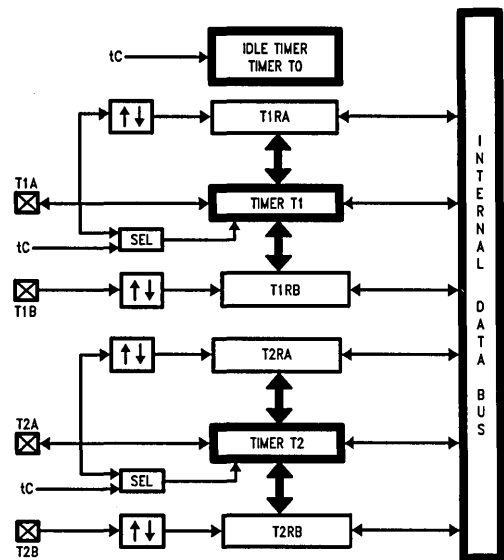 tC
IDLE TIMER
TIMER T0
T1RA
T1A
TIMER T1
SEL
tC
T1B
T1RB
T2RA
T2A
TIMER T2
SEL
tC
T2B
T2RB
INTERNAL DATA BUS